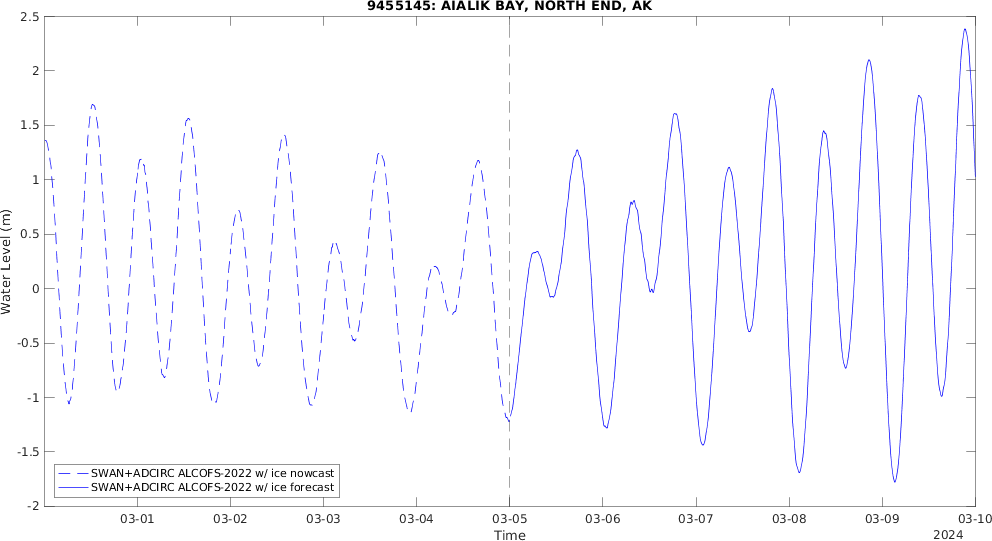 9455145: AIALIK BAY, NORTH END, AK
2.5
2
1.5
1
0.5
0
-0.5
-1
-1.5
-2
Water Level (m)
SWAN+ADCIRC ALCOFS-2022 w/ ice nowcast
SWAN+ADCIRC ALCOFS-2022 w/ ice forecast
03-01 03-02 03-03 03-04 03-05 03-06 03-07 03-08 03-09 03-10
Time
2024